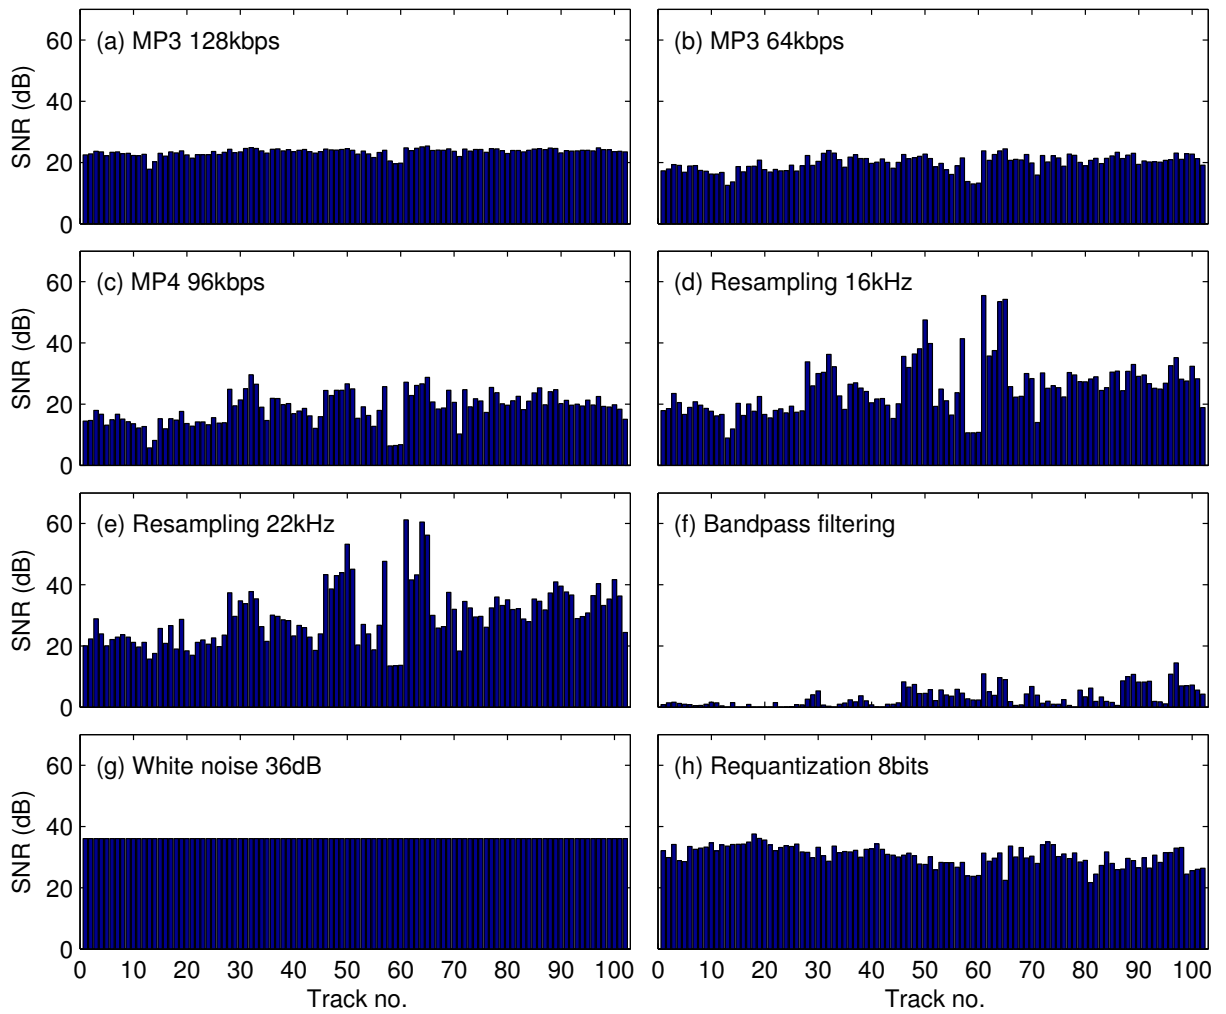 (a) MP3 128kbps
(b) MP3 64kbps
SNR (dB)
60
40
20
0
(c) MP4 96kbps
(d) Resampling 16kHz
SNR (dB)
60
40
20
0
(e) Resampling 22kHz
(f) Bandpass filtering
SNR (dB)
60
40
20
0
(g) White noise 36dB
(h) Requantization 8bits
SNR (dB)
60
40
20
0
0 10 20 30 40 50 60 70 80 90 100
0 10 20 30 40 50 60 70 80 90 100
Track no.
Track no.